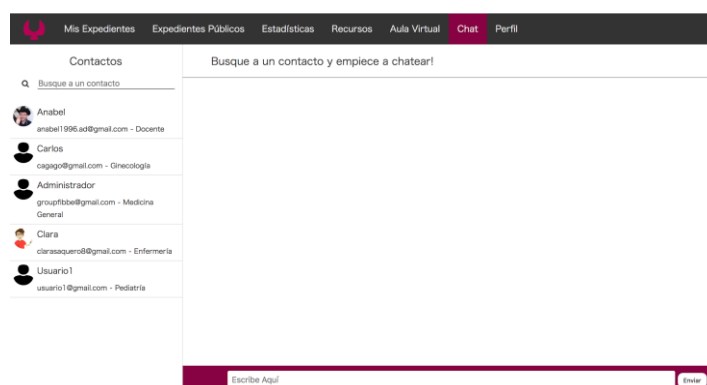 Mis Expedientes Expedientes Públicos Estadísticas Recursos Aula Virtual Chat Perfil
Contactos
Busque a un contacto y empiece a chatear!
Busque a un contacto
Anabel
anabel1996.ad@gmail.com - Docente
Carlos
cagago@gmail.com - Ginecología
Administrador
groupfibbe@gmail.com - Medicina
General
Clara
clarasaquero8@gmail.com - Enfermería
Usuario1
usuario1@gmail.com - Pediatría
Escribe Aquí
Enviar